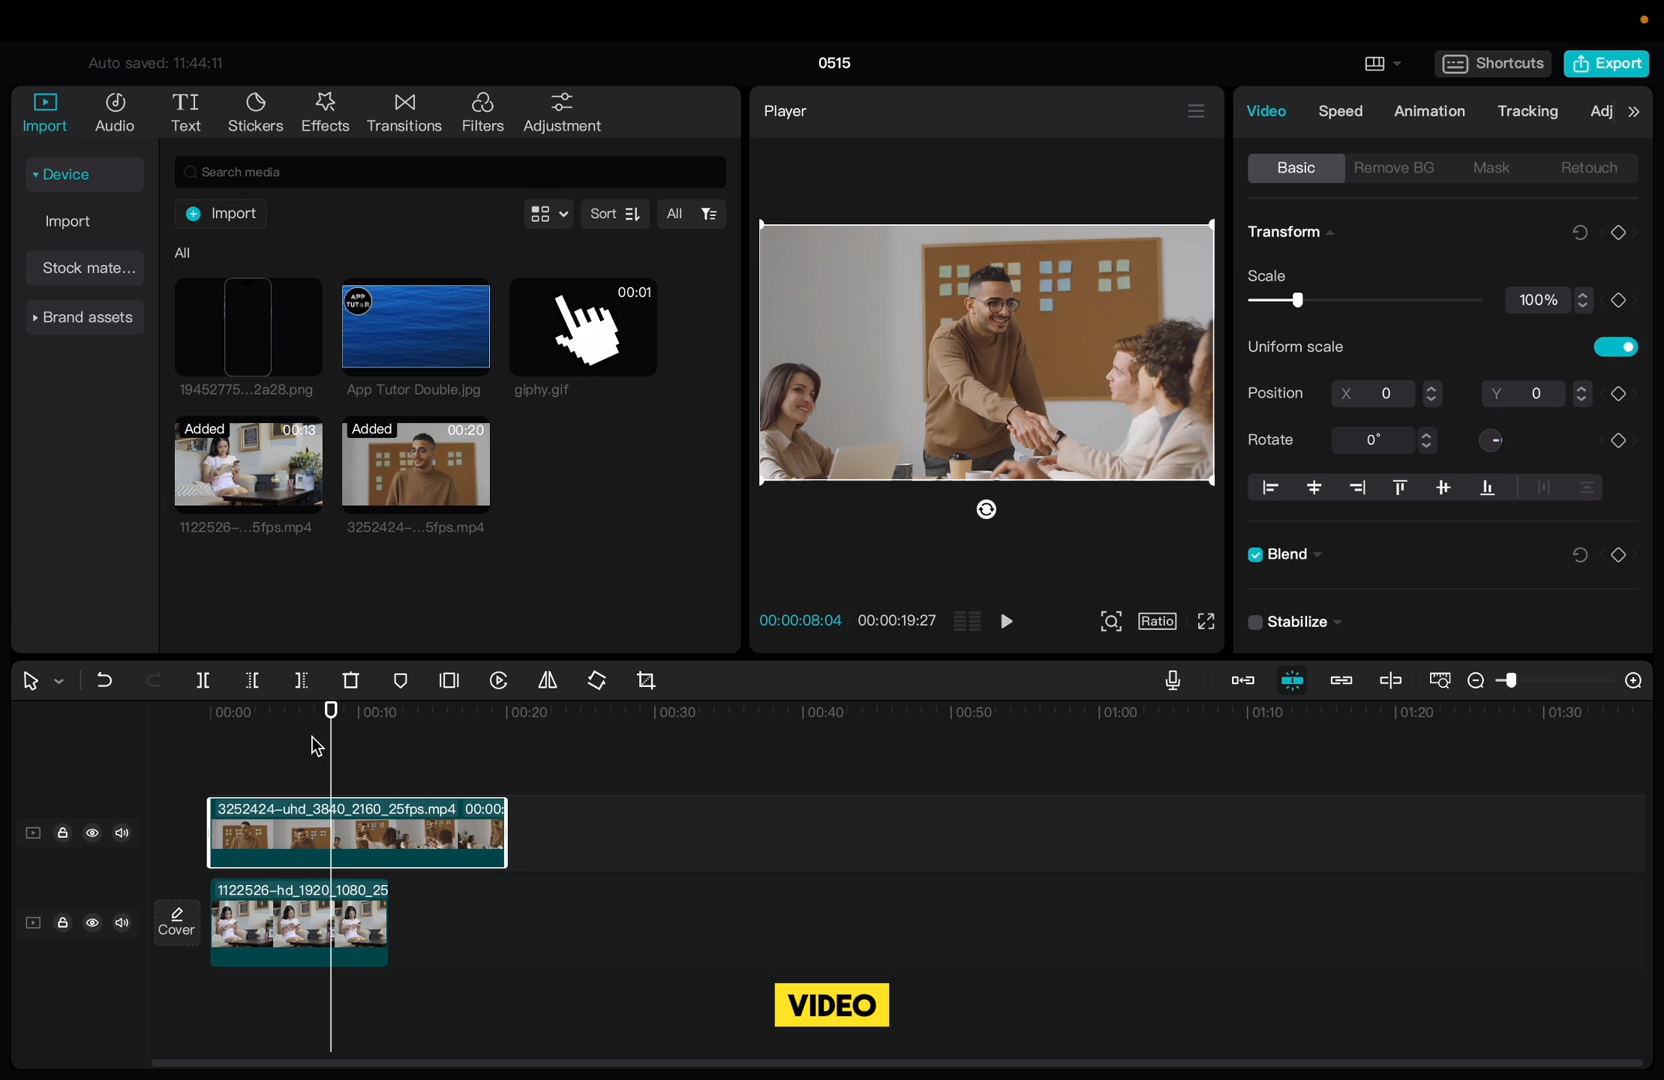 Auto saved: 11:44:11
0515
Shortcuts
Export
Import
Audio
Text
Stickers
Effects
Transitions
Filters
Adjustment
Device
Import
Stock mate...
Brand assets
Search media
Import
Sort
All
All
APP
TUTOR
00:01
19452775...2a28.png
App Tutor Double.jpg
giphy.gif
Added
00:13
Added
00:20
1122526-...5fps.mp4
3252424-...5fps.mp4
Player
00:00:08:04
00:00:19:27
Ratio
Video
Speed
Animation
Tracking
Adj
Basic
Remove BG
Mask
Retouch
Transform
Scale
100%
Uniform scale
Position
X 0
Y 0
Rotate
0°
Blend
Stabilize
00:00
00:10
00:20
00:30
00:40
00:50
01:00
01:10
01:20
01:30
3252424-uhd_3840_2160_25fps.mp4 00:00:
1122526-hd_1920_1080_25
Cover
VIDEO